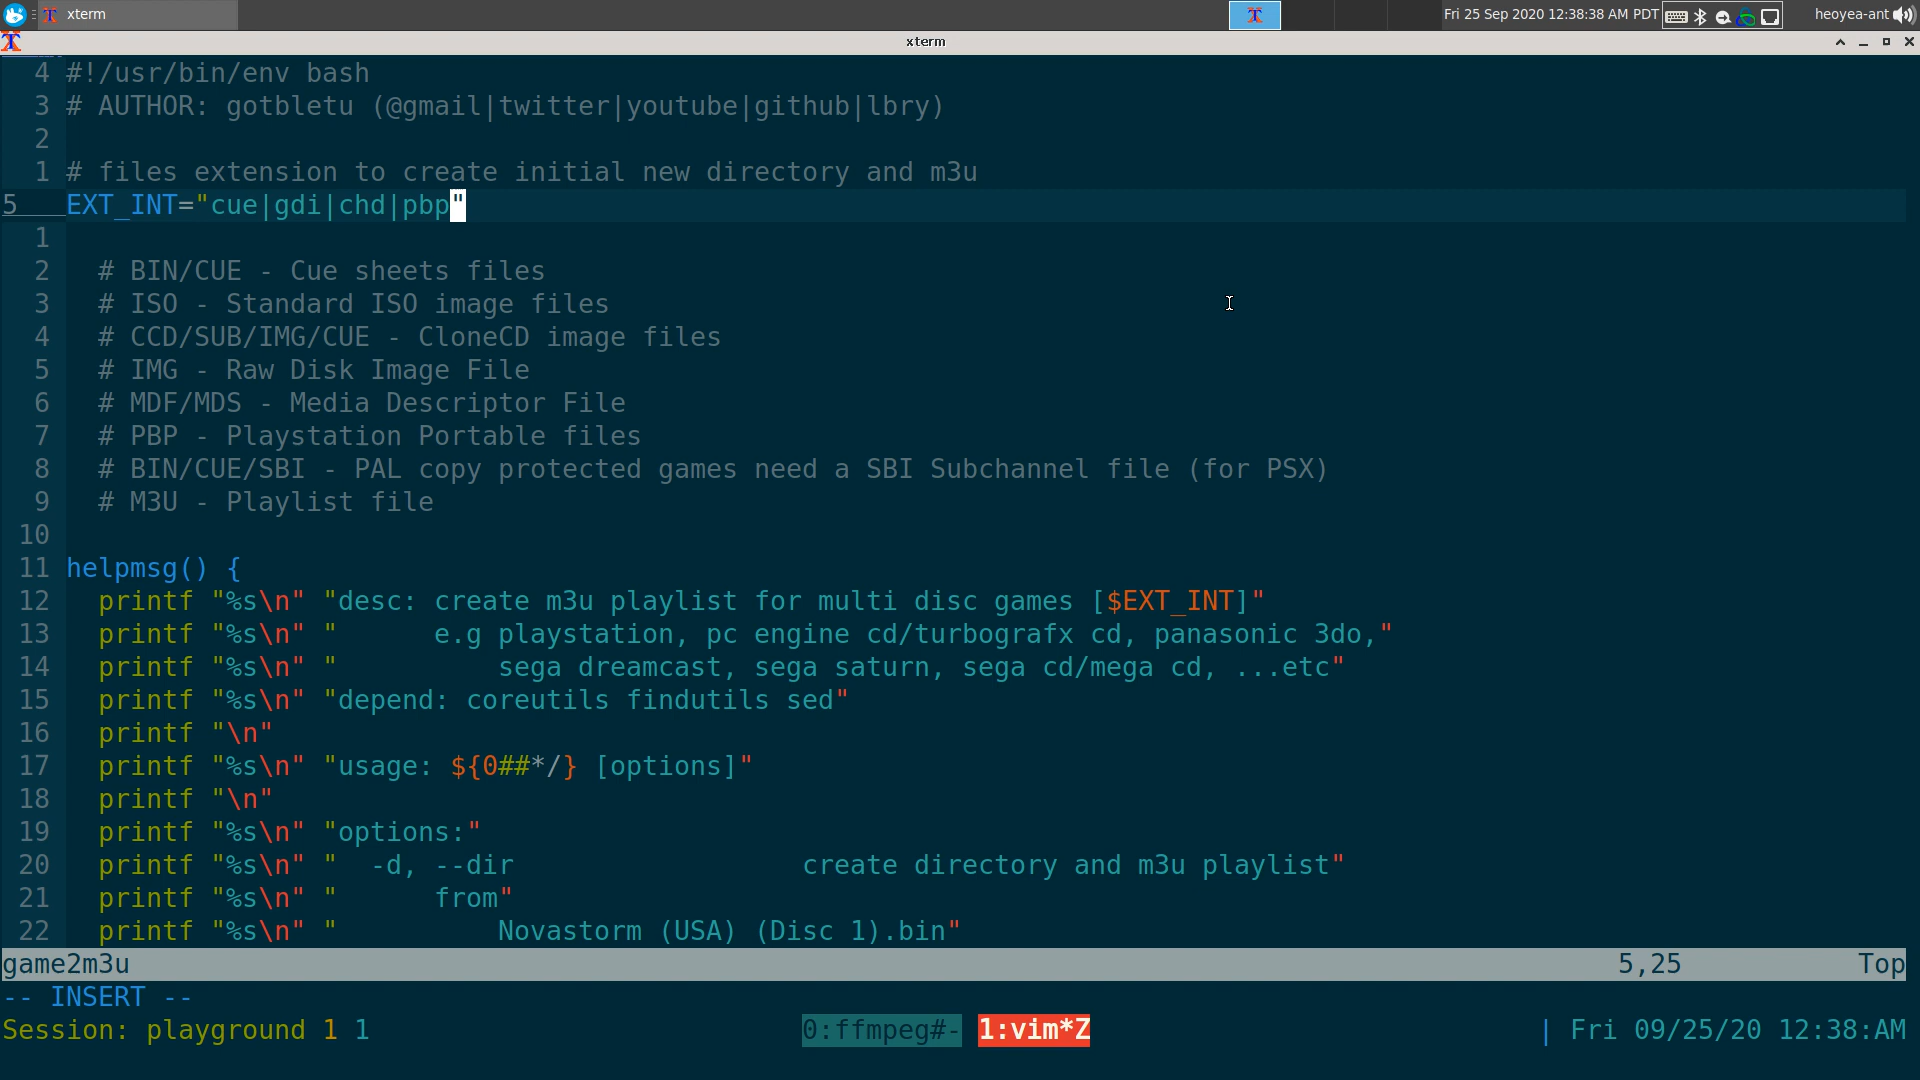 xterm
Fri 25 Sep 2020 12:38:38 AM PDT
heoyea-ant
xterm
4 #!/usr/bin/env bash
3 # AUTHOR: gotbletu (@gmail|twitter|youtube|github|lbry)
2
1 # files extension to create initial new directory and m3u
5 EXT_INT="cue|gdi|chd|pbp"
1
2   # BIN/CUE - Cue sheets files
3   # ISO - Standard ISO image files
4   # CCD/SUB/IMG/CUE - CloneCD image files
5   # IMG - Raw Disk Image File
6   # MDF/MDS - Media Descriptor File
7   # PBP - Playstation Portable files
8   # BIN/CUE/SBI - PAL copy protected games need a SBI Subchannel file (for PSX)
9   # M3U - Playlist file
10
11 helpmsg() {
12   printf "%s\n" "desc: create m3u playlist for multi disc games [$EXT_INT]"
13   printf "%s\n" "      e.g playstation, pc engine cd/turbografx cd, panasonic 3do,"
14   printf "%s\n" "          sega dreamcast, sega saturn, sega cd/mega cd, ...etc"
15   printf "%s\n" "depend: coreutils findutils sed"
16   printf "\n"
17   printf "%s\n" "usage: ${0##*/} [options]"
18   printf "\n"
19   printf "%s\n" "options:"
20   printf "%s\n" "  -d, --dir                  create directory and m3u playlist"
21   printf "%s\n" "      from"
22   printf "%s\n" "          Novastorm (USA) (Disc 1).bin"
game2m3u 5,25 Top
-- INSERT --
Session: playground 1 1 0:ffmpeg#- 1:vim*Z | Fri 09/25/20 12:38:AM